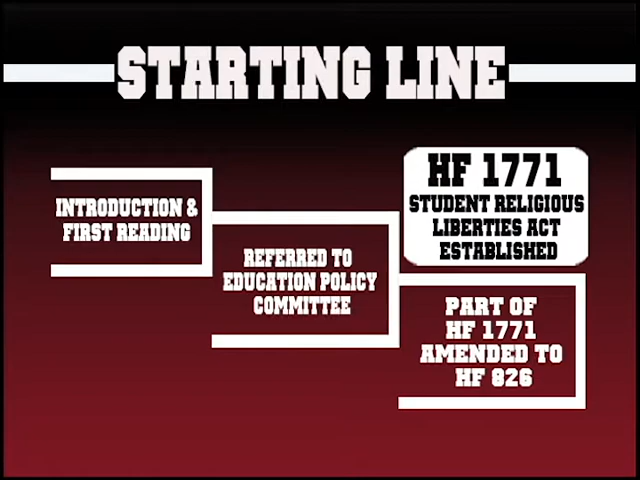 STARTING LINE
INTRODUCTION &
FIRST READING
REFERRED TO
EDUCATION POLICY
COMMITTEE
HF 1771
STUDENT RELIGIOUS
LIBERTIES ACT
ESTABLISHED
PART OF
HF 1771
AMENDED TO
HF 826